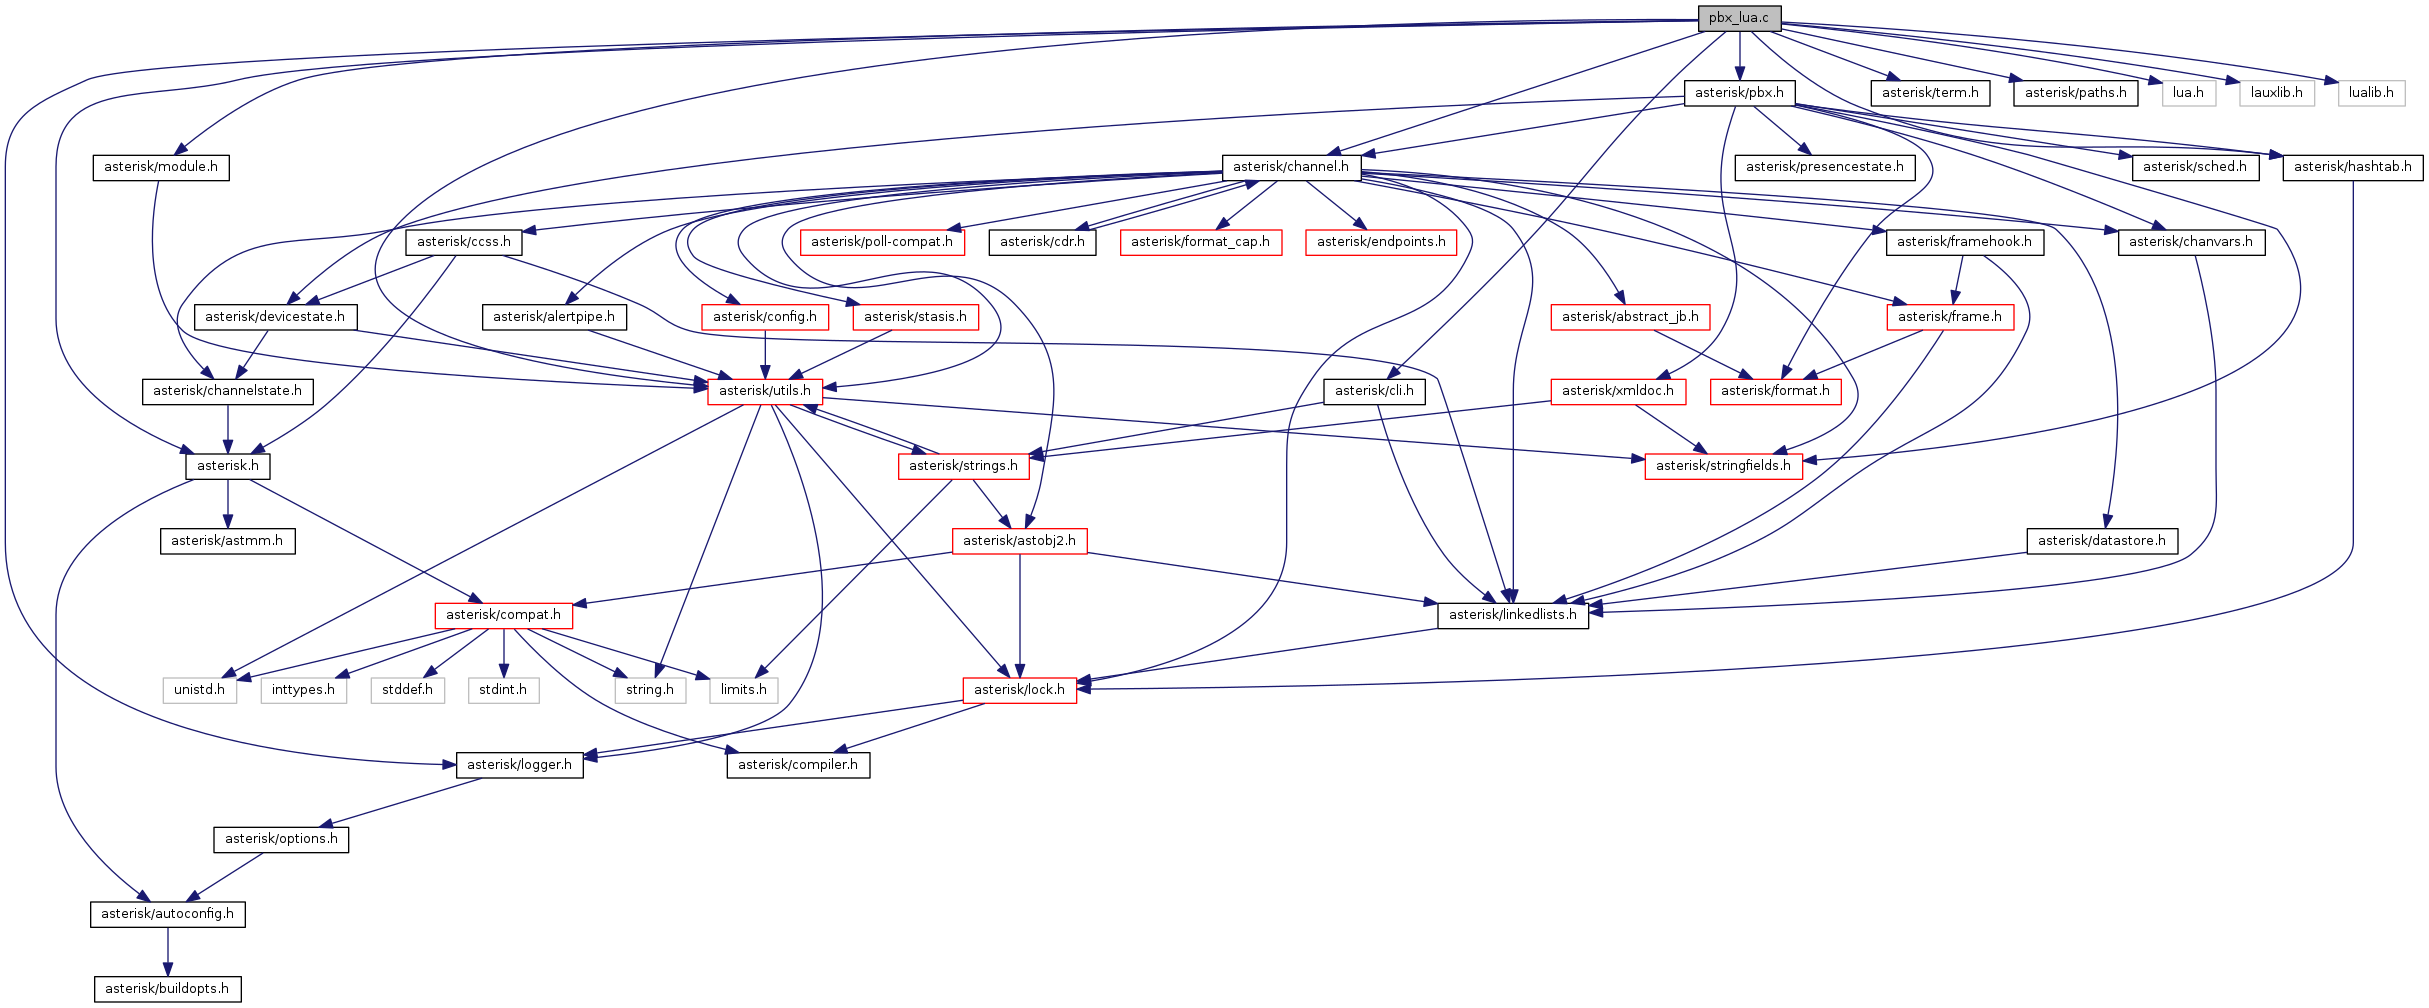 pbx_lua.c
asterisk/pbx.h
asterisk/term.h
asterisk/paths.h
lua.h
lauxlib.h
lualib.h
asterisk/module.h
asterisk/channel.h
asterisk/presencestate.h
asterisk/sched.h
asterisk/hashtab.h
asterisk/ccss.h
asterisk/poll-compat.h
asterisk/cdr.h
asterisk/format_cap.h
asterisk/endpoints.h
asterisk/framehook.h
asterisk/chanvars.h
asterisk/devicestate.h
asterisk/alertpipe.h
asterisk/config.h
asterisk/stasis.h
asterisk/abstract_jb.h
asterisk/frame.h
asterisk/channelstate.h
asterisk/utils.h
asterisk/cli.h
asterisk/xmldoc.h
asterisk/format.h
asterisk.h
asterisk/strings.h
asterisk/stringfields.h
asterisk/astmm.h
asterisk/astobj2.h
asterisk/datastore.h
asterisk/compat.h
asterisk/linkedlists.h
unistd.h
inttypes.h
stddef.h
stdint.h
string.h
limits.h
asterisk/lock.h
asterisk/logger.h
asterisk/compiler.h
asterisk/options.h
asterisk/autoconfig.h
asterisk/buildopts.h